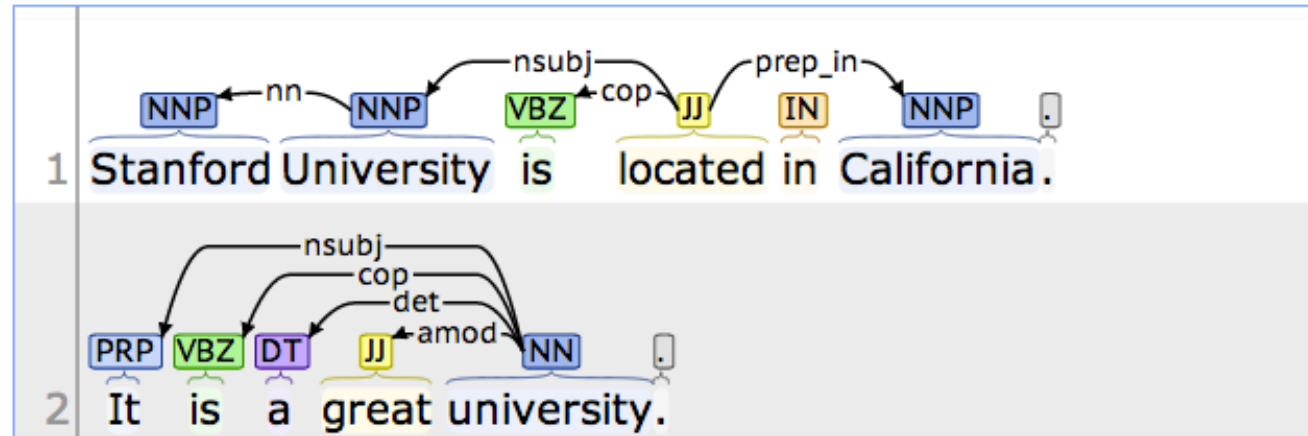 nsubj prep_in
nn cop
NNP NNP VBZ JJ IN NNP .
1 Stanford University is located in California.
nsubj
cop
det
amod
PRP VBZ DT JJ NN .
2 It is a great university.